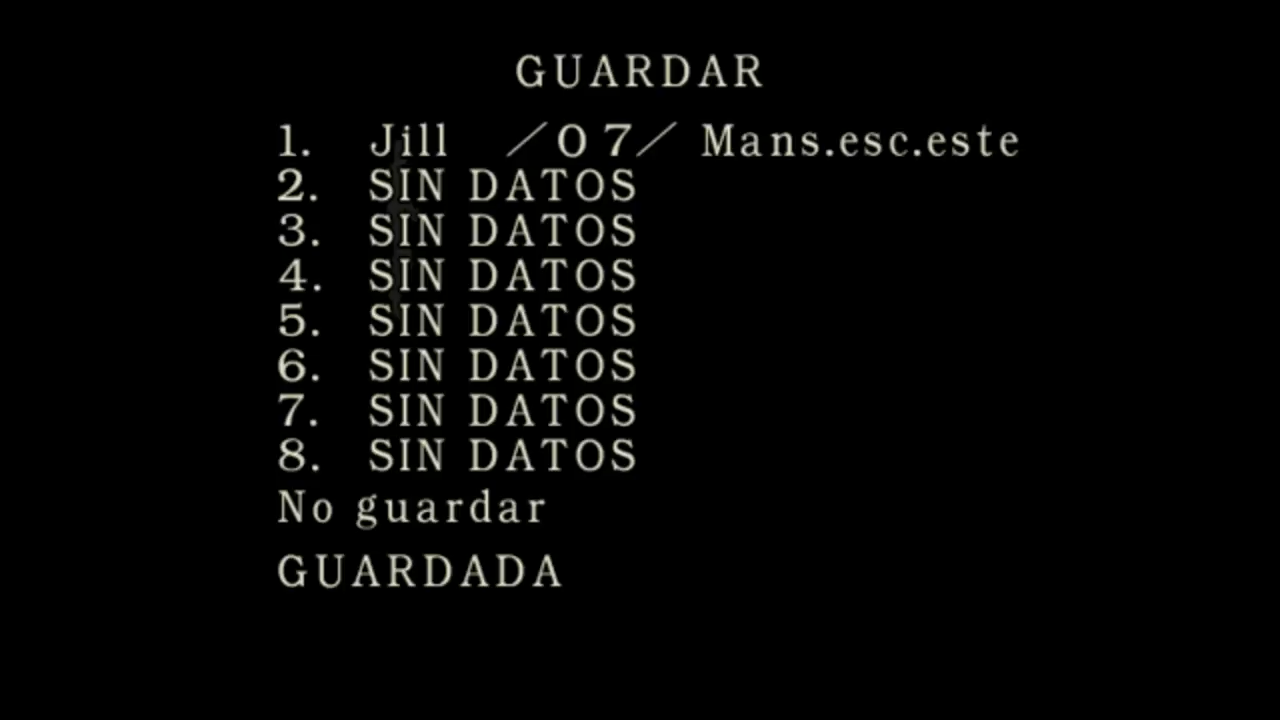 GUARDAR
1. Jill ／07／ Mans.esc.este
2. SIN DATOS
3. SIN DATOS
4. SIN DATOS
5. SIN DATOS
6. SIN DATOS
7. SIN DATOS
8. SIN DATOS
No guardar
GUARDADA